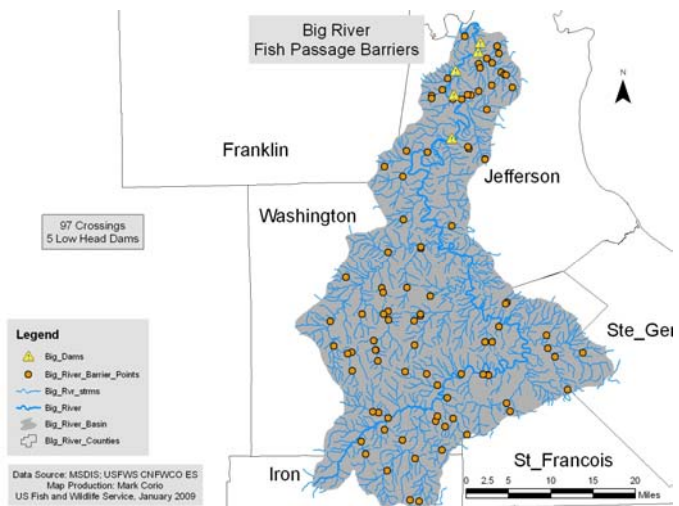 Big River
Fish Passage Barriers
N
Franklin
Jefferson
Washington
97 Crossings
5 Low Head Dams
Ste_Gen
Legend
Big_Dams
Big_River_Barrier_Points
Big_Rvr_strms
Big_River
Big_River_Basin
Big_River_Counties
Iron
St_Francois
Data Source: MSDIS; USFWS CNFWCO ES
Map Production: Mark Corio
US Fish and Wildlife Service, January 2009
0 2.5 5 10 15 20
Miles